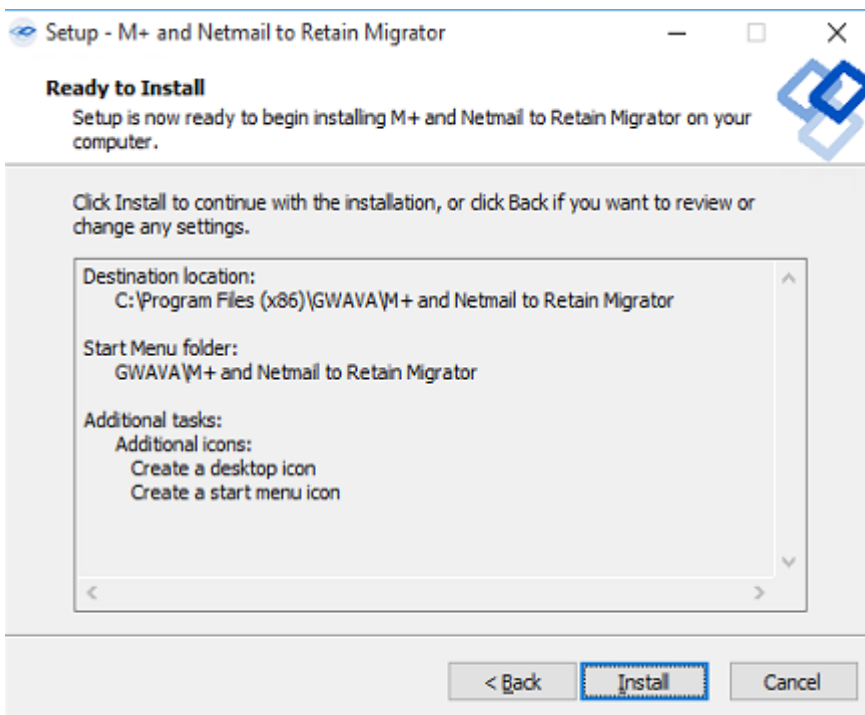 Setup - M+ and Netmail to Retain Migrator
Ready to Install
Setup is now ready to begin installing M+ and Netmail to Retain Migrator on your
computer.
Click Install to continue with the installation, or click Back if you want to review or
change any settings.
Destination location:
C:\Program Files (x86)\GWAVA\M+ and Netmail to Retain Migrator
Start Menu folder:
GWAVA\M+ and Netmail to Retain Migrator
Additional tasks:
Additional icons:
Create a desktop icon
Create a start menu icon
< Back Install Cancel